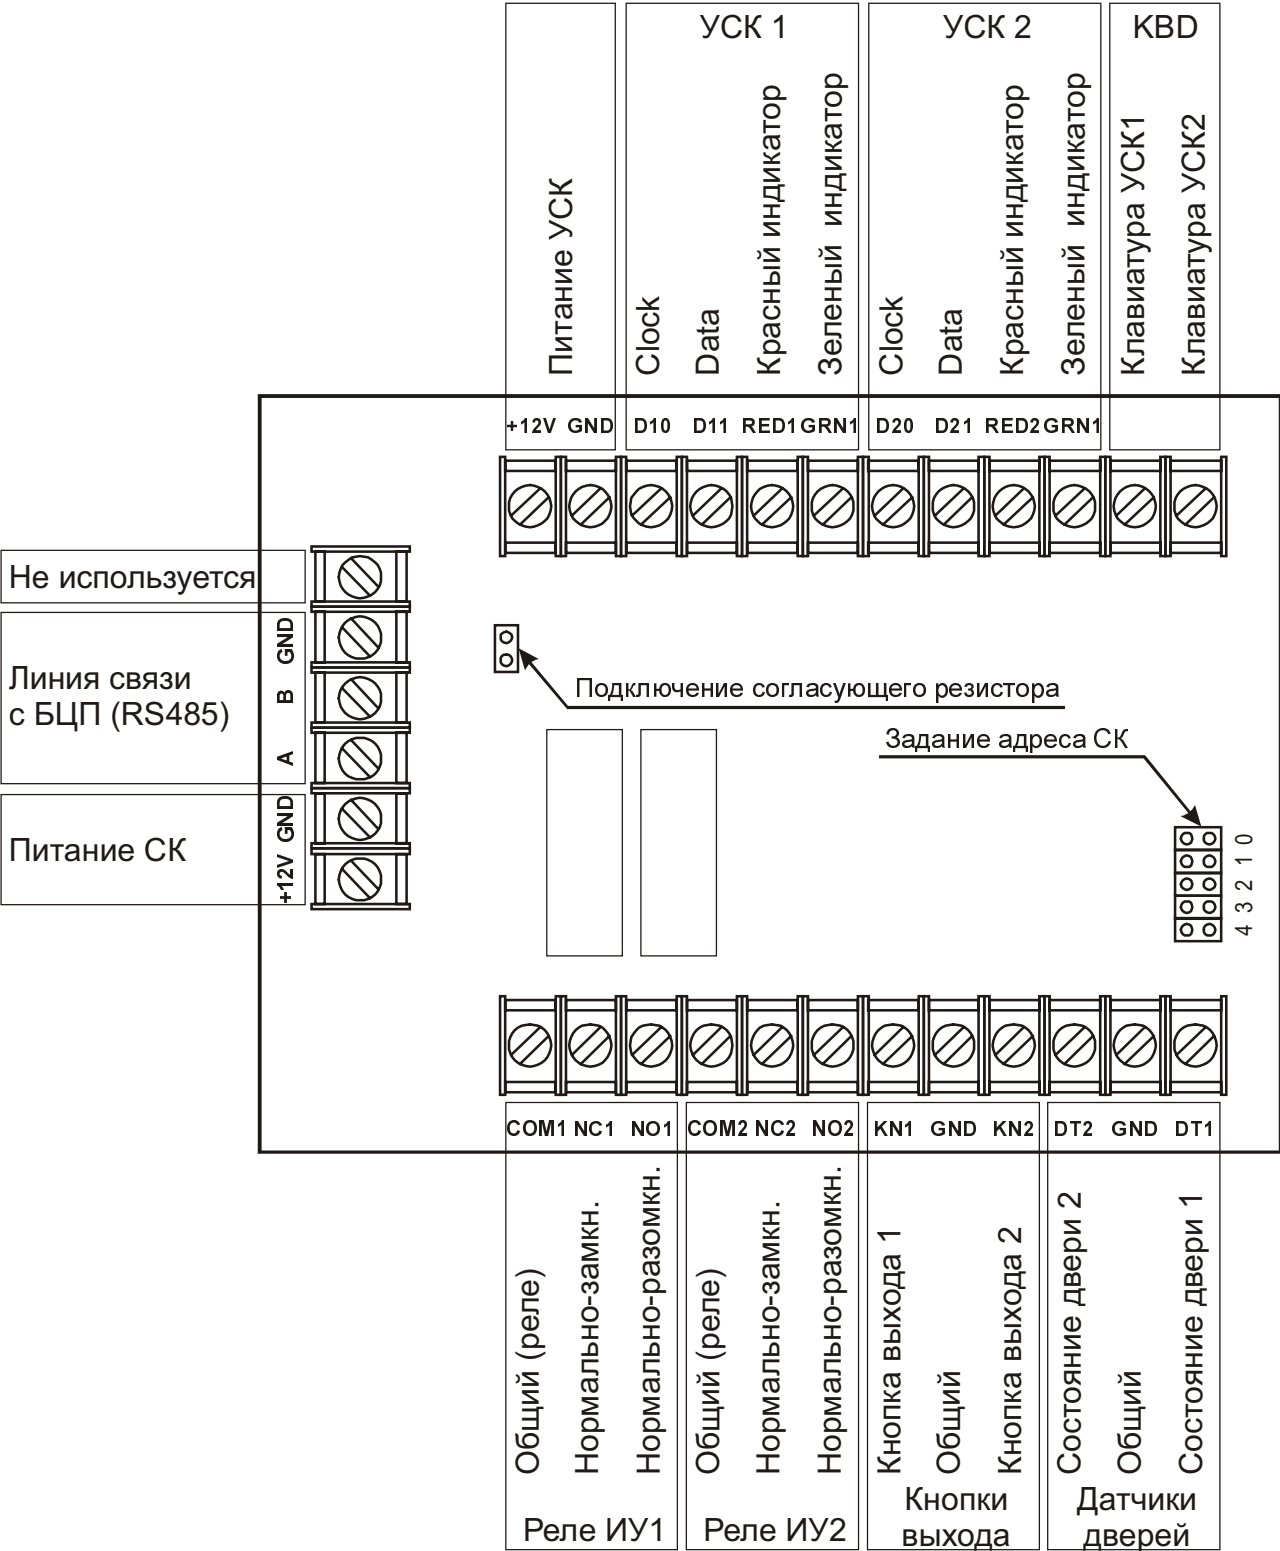 УСК 1
УСК 2
KBD
Питание УСК
Clock
Data
Красный индикатор
Зеленый индикатор
Clock
Data
Красный индикатор
Зеленый индикатор
Клавиатура УСК1
Клавиатура УСК2
+12V GND D10 D11 RED1 GRN1 D20 D21 RED2 GRN1
Не используется
Линия связи
с БЦП (RS485)
GND
B
A
Питание СК
GND
+12V
Подключение согласующего резистора
Задание адреса СК
0
1
2
3
4
COM1 NC1 NO1 COM2 NC2 NO2 KN1 GND KN2 DT2 GND DT1
Общий (реле)
Нормально-замкн.
Нормально-разомкн.
Общий (реле)
Нормально-замкн.
Нормально-разомкн.
Кнопка выхода 1
Общий
Кнопка выхода 2
Состояние двери 2
Общий
Состояние двери 1
Реле ИУ1
Реле ИУ2
Кнопки
выхода
Датчики
дверей